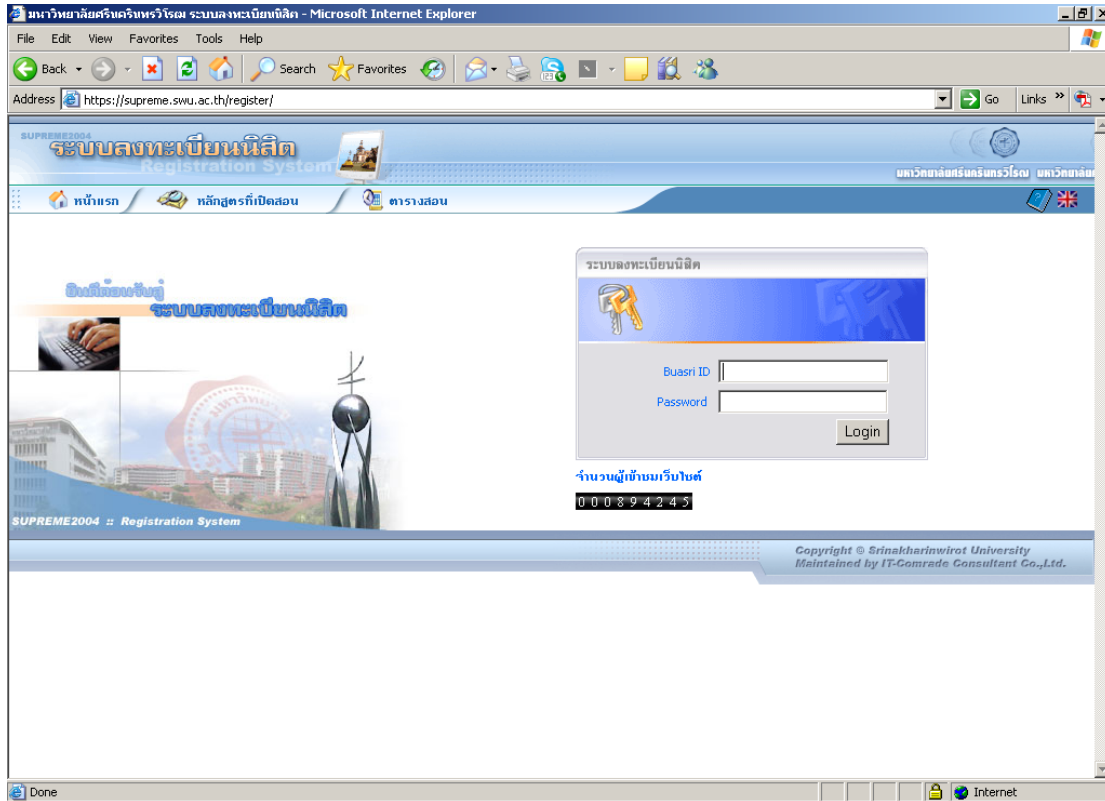 มหาวิทยาลัยศรีนครินทรวิโรฒ ระบบลงทะเบียนนิสิต - Microsoft Internet Explorer
File Edit View Favorites Tools Help
Back Search Favorites
Address https://supreme.swu.ac.th/register/ Go Links »
SUPREME2004
ระบบลงทะเบียนนิสิต
Registration System
มหาวิทยาลัยศรีนครินทรวิโรฒ
หน้าแรก หลักสูตรที่เปิดสอน ตารางสอน
ยินดีต้อนรับสู่
ระบบลงทะเบียนนิสิต
ระบบลงทะเบียนนิสิต
Buasri ID
Password
Login
จำนวนผู้เข้าชมเว็บไซต์
000894245
SUPREME2004 :: Registration System
Copyright © Srinakharinwirot University
Maintained by IT-Comrade Consultant Co.,Ltd.
Done Internet